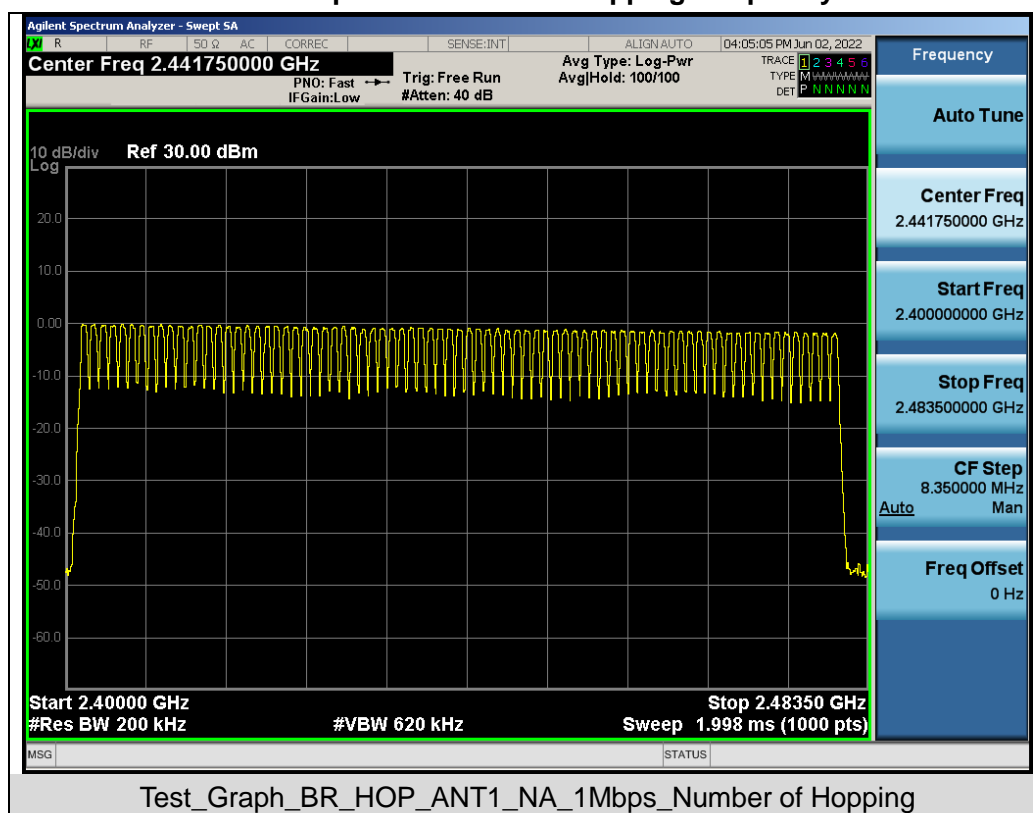 Agilent Spectrum Analyzer - Swept SA
LXI R RF 50 Ω AC CORREC SENSE:INT ALIGN AUTO 04:05:05 PM Jun 02, 2022
Center Freq 2.441750000 GHz
PNO: Fast
IFGain:Low
Trig: Free Run
#Atten: 40 dB
Avg Type: Log-Pwr
Avg|Hold: 100/100
TRACE 1 2 3 4 5 6
TYPE M W W W W W
DET P N N N N N
10 dB/div Ref 30.00 dBm
Log
20.0
10.0
0.00
-10.0
-20.0
-30.0
-40.0
-50.0
-60.0
Start 2.40000 GHz Stop 2.48350 GHz
#Res BW 200 kHz #VBW 620 kHz Sweep 1.998 ms (1000 pts)
MSG STATUS
Frequency
Auto Tune
Center Freq
2.441750000 GHz
Start Freq
2.400000000 GHz
Stop Freq
2.483500000 GHz
CF Step
8.350000 MHz
Auto Man
Freq Offset
0 Hz
Test_Graph_BR_HOP_ANT1_NA_1Mbps_Number of Hopping